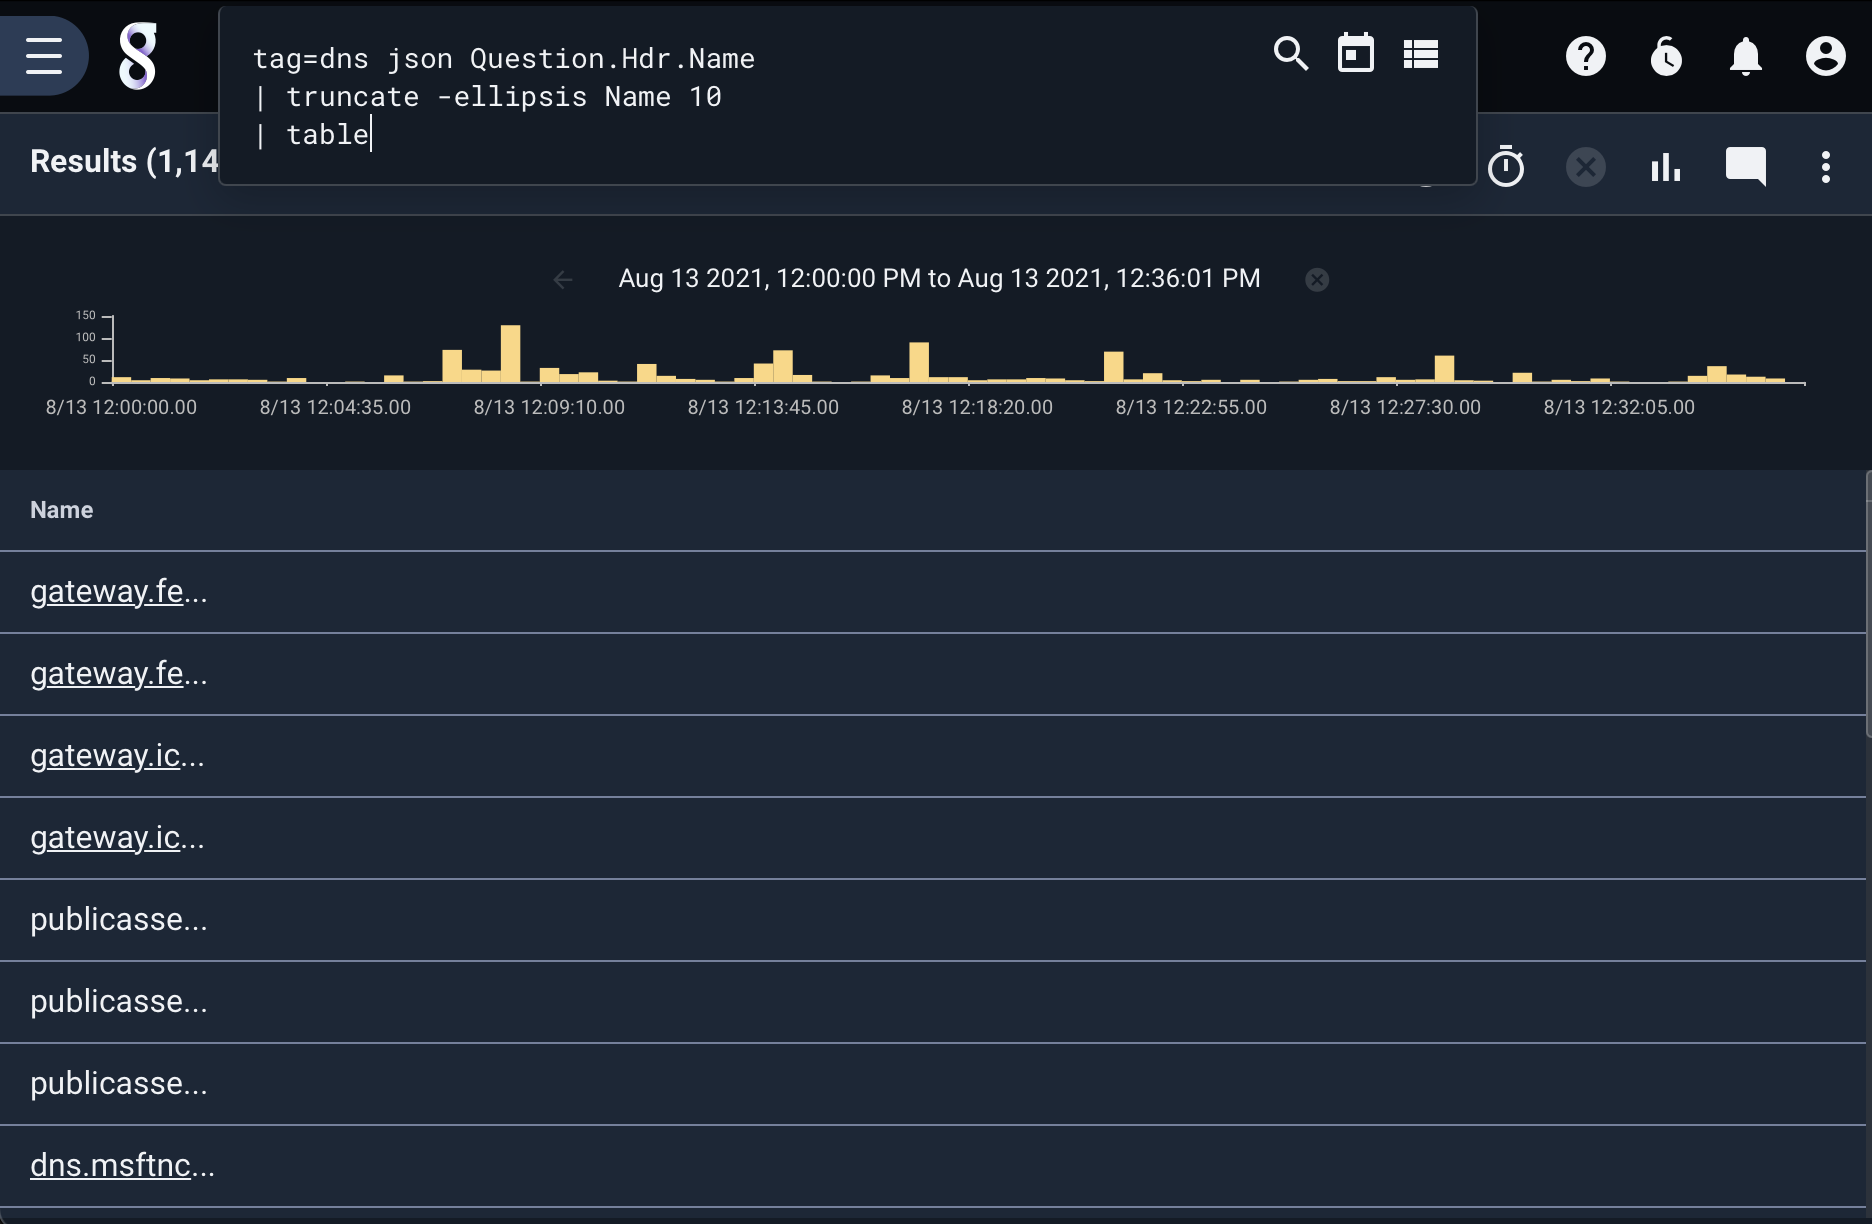 tag=dns json Question.Hdr.Name
| truncate -ellipsis Name 10
| table
Results (1,14
Aug 13 2021, 12:00:00 PM to Aug 13 2021, 12:36:01 PM
150
100
50
0
8/13 12:00:00.00 8/13 12:04:35.00 8/13 12:09:10.00 8/13 12:13:45.00 8/13 12:18:20.00 8/13 12:22:55.00 8/13 12:27:30.00 8/13 12:32:05.00
Name
gateway.fe...
gateway.fe...
gateway.ic...
gateway.ic...
publicasse...
publicasse...
publicasse...
dns.msftnc...